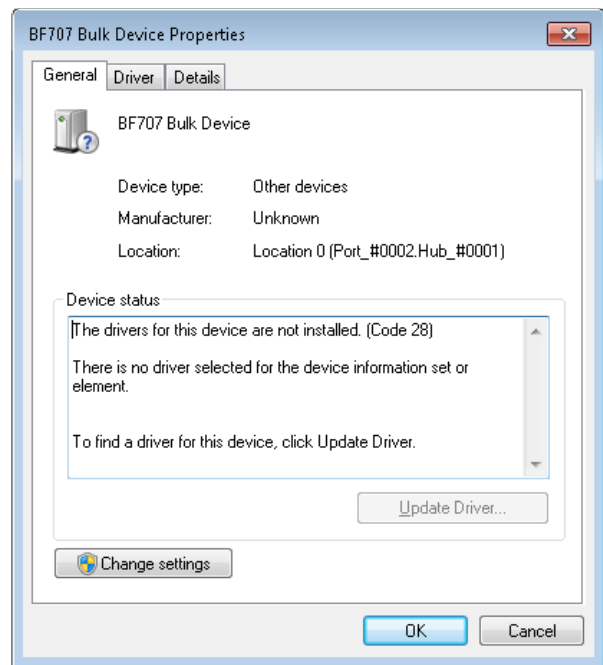 BF707 Bulk Device Properties
General Driver Details
BF707 Bulk Device
Device type: Other devices
Manufacturer: Unknown
Location: Location 0 (Port_#0002.Hub_#0001)
Device status
The drivers for this device are not installed. (Code 28)
There is no driver selected for the device information set or
element.
To find a driver for this device, click Update Driver.
Update Driver...
Change settings
OK Cancel